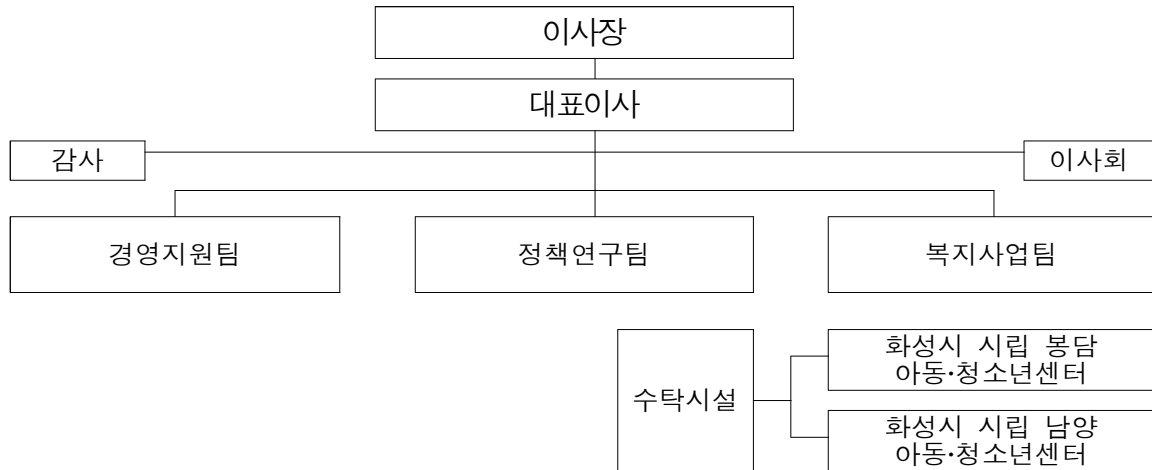 이사장
대표이사
감사
이사회
경영지원팀
정책연구팀
복지사업팀
수탁시설
화성시 시립 봉담
아동·청소년센터
화성시 시립 남양
아동·청소년센터